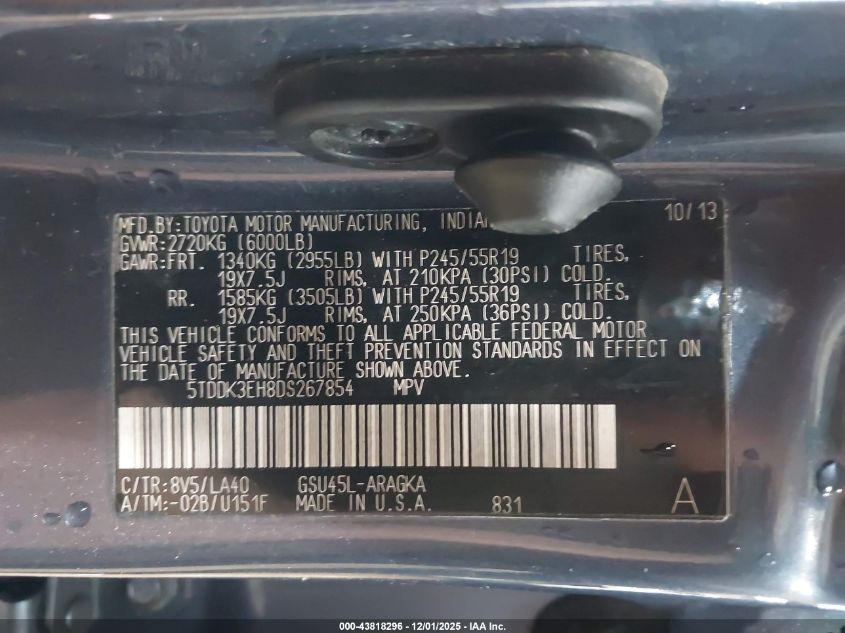 MFD.BY:TOYOTA MOTOR MANUFACTURING, 10/13
GVWR:2720KG (6000LB)
GAWR:FRT. 1340KG (2955LB) WITH P245/55R19 TIRES,
19X7.5J RIMS, AT 210KPA (30PSI) COLD.
RR. 1585KG (3505LB) WITH P245/55R19 TIRES,
19X7.5J RIMS, AT 250KPA (36PSI) COLD.
THIS VEHICLE CONFORMS TO ALL APPLICABLE FEDERAL MOTOR
VEHICLE SAFETY AND THEFT PREVENTION STANDARDS IN EFFECT ON
THE DATE OF MANUFACTURE SHOWN ABOVE.
5TDDK3EH8DS267854 MPV
C/TR:8V5/LA40 GSU45L-ARAGKA
A/TM:-02B/U151F MADE IN U.S.A. 831 A
000-43818296 - 12/01/2025 - IAA Inc.